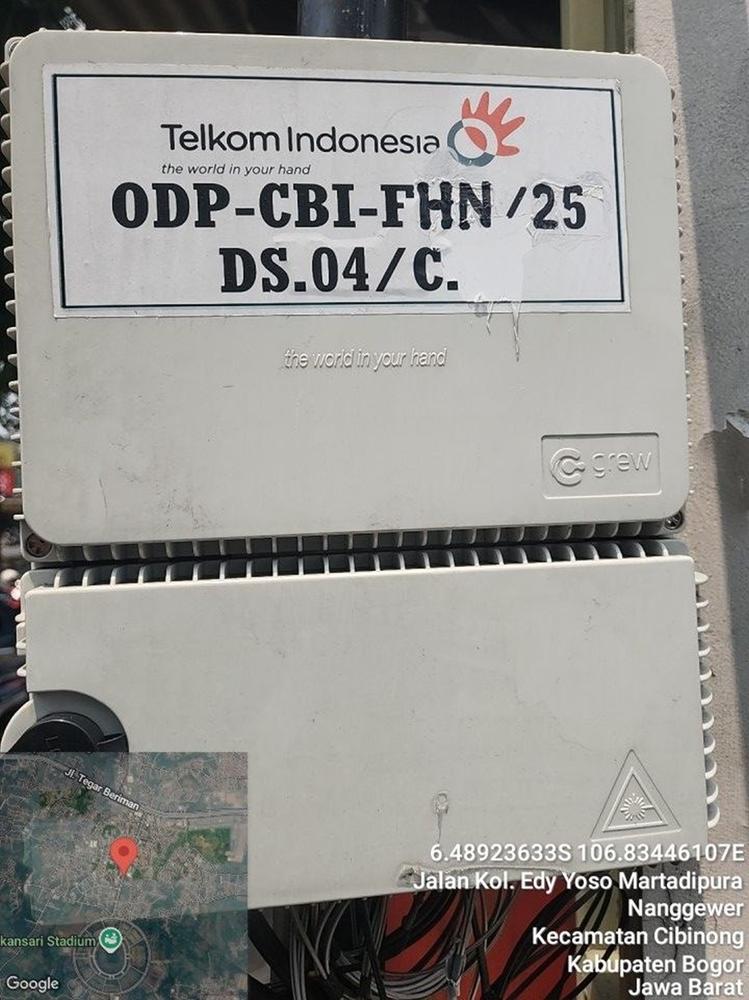 Telkom Indonesia
the world in your hand
ODP-CBI-FHN /25
DS.04/C.
the world in your hand
grew
Jl. Tegar Beriman
kansari Stadium
Google
6.48923633S 106.83446107E
Jalan Kol. Edy Yoso Martadipura
Nanggewer
Kecamatan Cibinong
Kabupaten Bogor
Jawa Barat